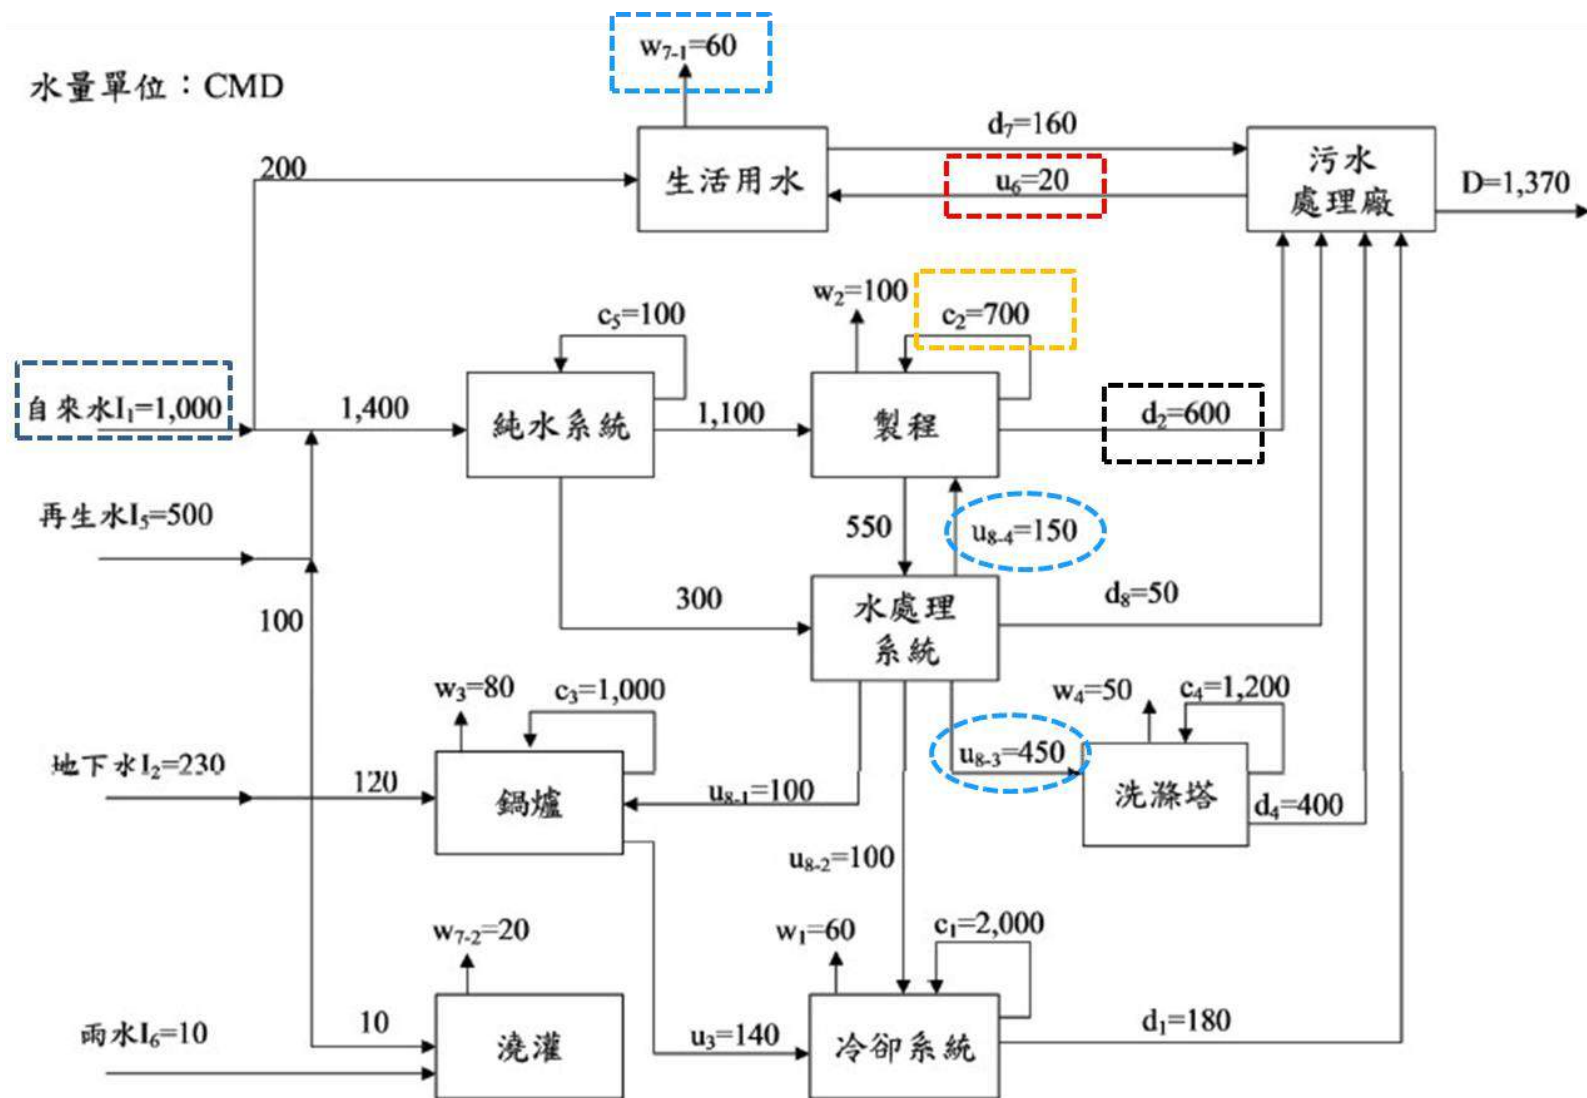 w₇₋₁=60
水量單位：CMD
d₇=160
200
生活用水
u₆=20
污水
處理廠
D=1,370
w₂=100
c₂=700
c₅=100
自來水I₁=1,000
1,400
純水系統
1,100
製程
d₂=600
再生水I₅=500
550
u₈₋₄=150
100
300
水處理
系統
d₈=50
w₃=80
c₃=1,000
w₄=50
c₄=1,200
地下水I₂=230
120
鍋爐
u₈₋₁=100
u₈₋₃=450
洗滌塔
d₄=400
u₈₋₂=100
w₇₋₂=20
w₁=60
c₁=2,000
雨水I₆=10
10
澆灌
u₃=140
冷卻系統
d₁=180